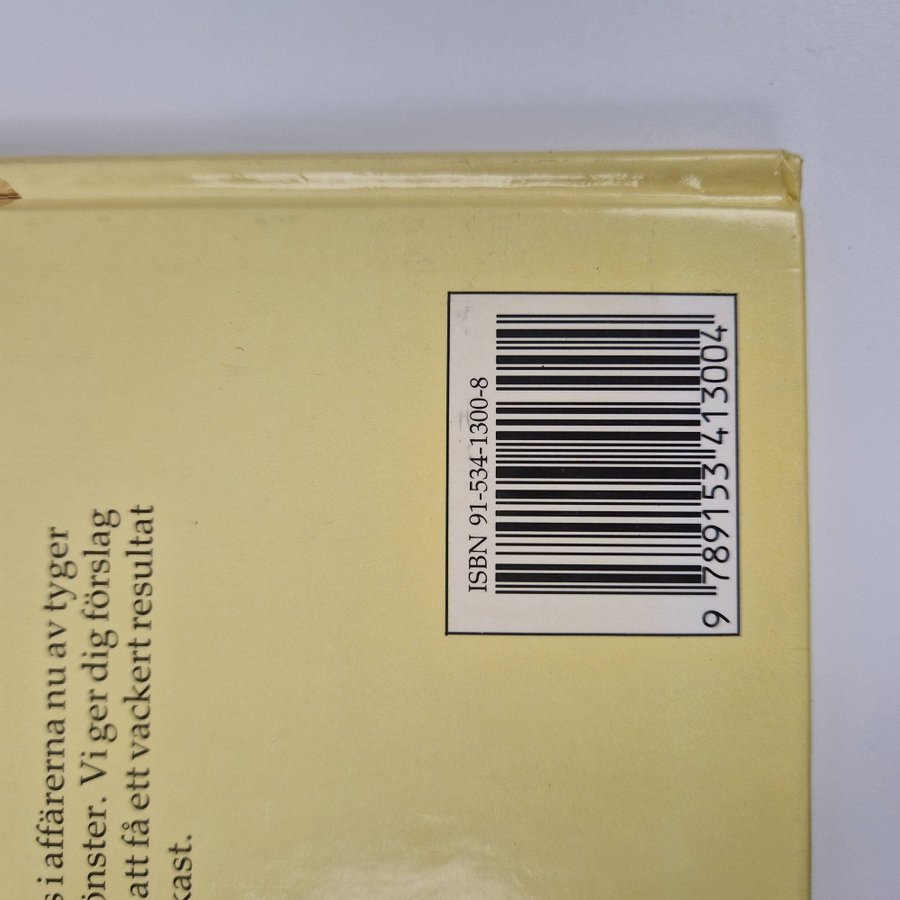 s i affärerna nu av tyger
önster. Vi ger dig förslag
att få ett vackert resultat
kast.
ISBN 91-534-1300-8
9 789153 413004